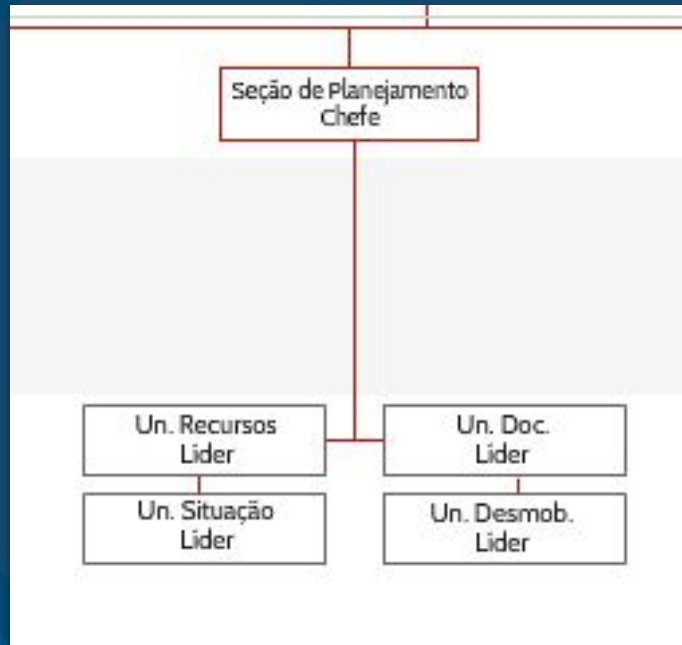 Seção de Planejamento
Chefe
Un. Recursos
Lider
Un. Doc.
Lider
Un. Situação
Lider
Un. Desmob.
Lider